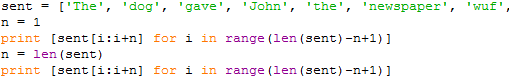 sent = ['The', 'dog', 'gave', 'John', 'the', 'newspaper', 'wuf',
n = 1
print [sent[i:i+n] for i in range(len(sent)-n+1)]
n = len(sent)
print [sent[i:i+n] for i in range(len(sent)-n+1)]